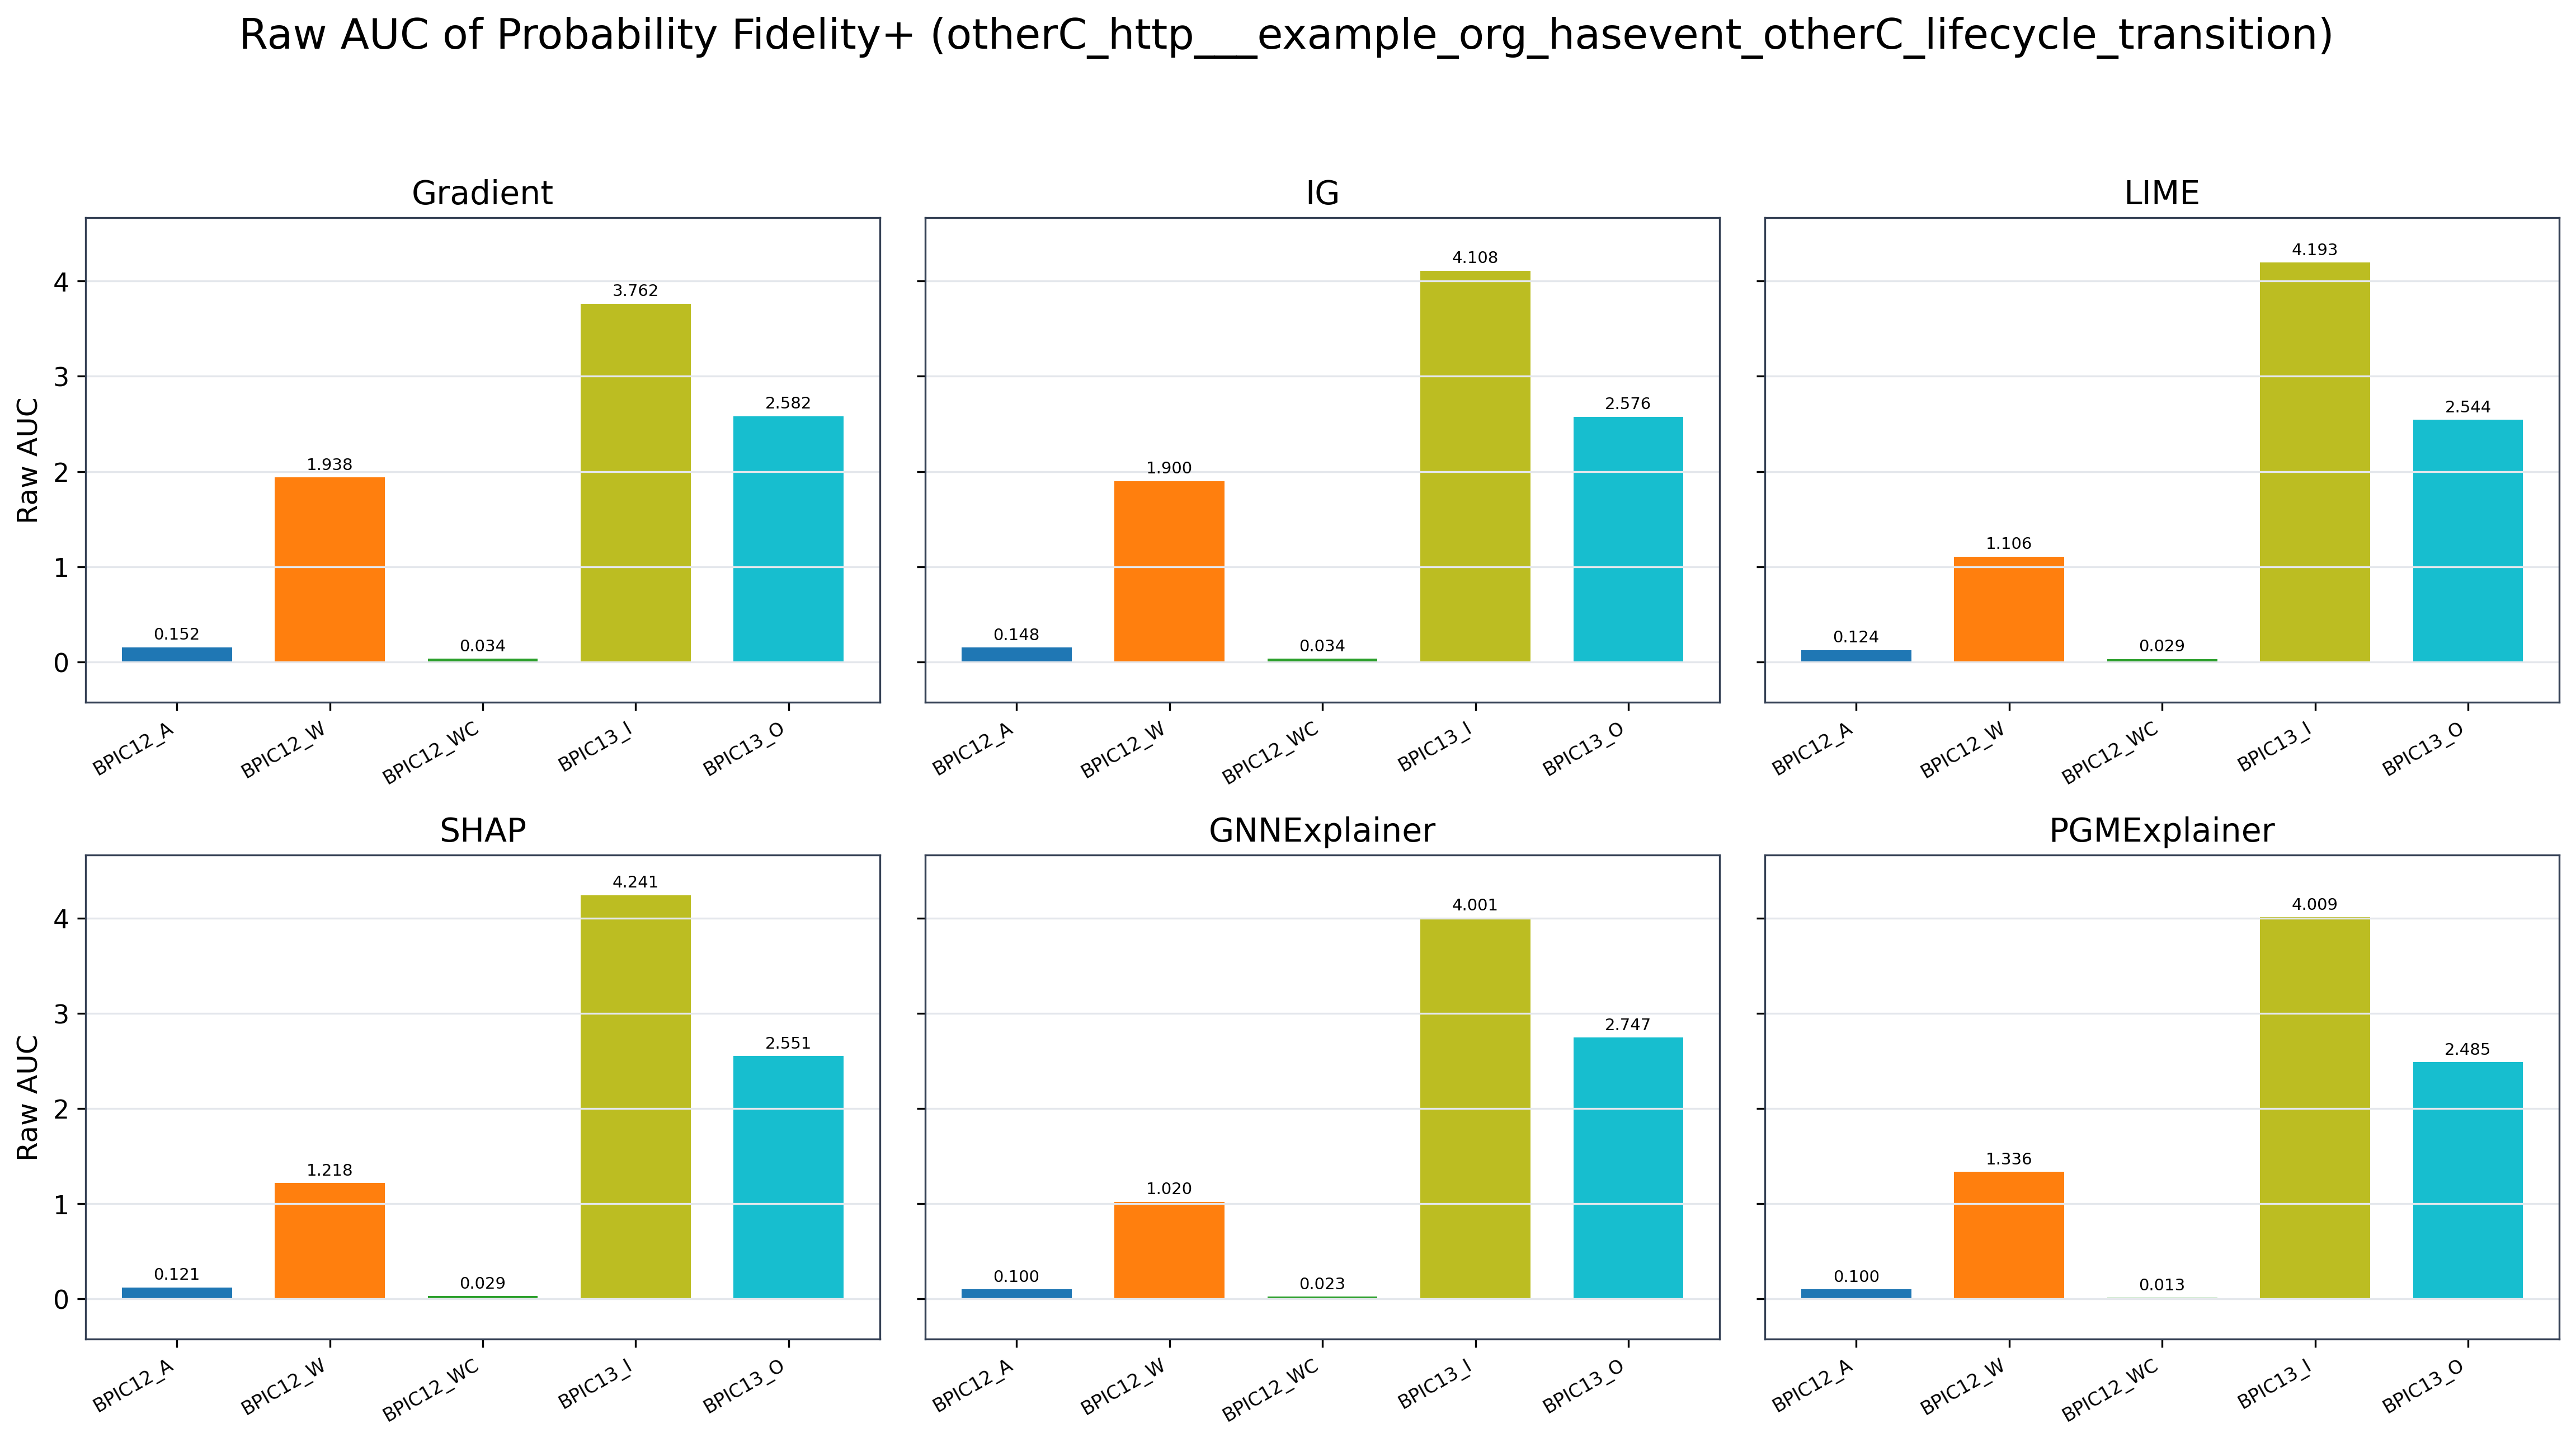 Raw AUC of Probability Fidelity+ (otherC_http___example_org_hasevent_otherC_lifecycle_transition)
Gradient
Raw AUC
4
3
2
1
0
0.152
1.938
0.034
3.762
2.582
BPIC12_A
BPIC12_W
BPIC12_WC
BPIC13_I
BPIC13_O
IG
0.148
1.900
0.034
4.108
2.576
BPIC12_A
BPIC12_W
BPIC12_WC
BPIC13_I
BPIC13_O
LIME
0.124
1.106
0.029
4.193
2.544
BPIC12_A
BPIC12_W
BPIC12_WC
BPIC13_I
BPIC13_O
SHAP
Raw AUC
4
3
2
1
0
0.121
1.218
0.029
4.241
2.551
BPIC12_A
BPIC12_W
BPIC12_WC
BPIC13_I
BPIC13_O
GNNExplainer
0.100
1.020
0.023
4.001
2.747
BPIC12_A
BPIC12_W
BPIC12_WC
BPIC13_I
BPIC13_O
PGMExplainer
0.100
1.336
0.013
4.009
2.485
BPIC12_A
BPIC12_W
BPIC12_WC
BPIC13_I
BPIC13_O